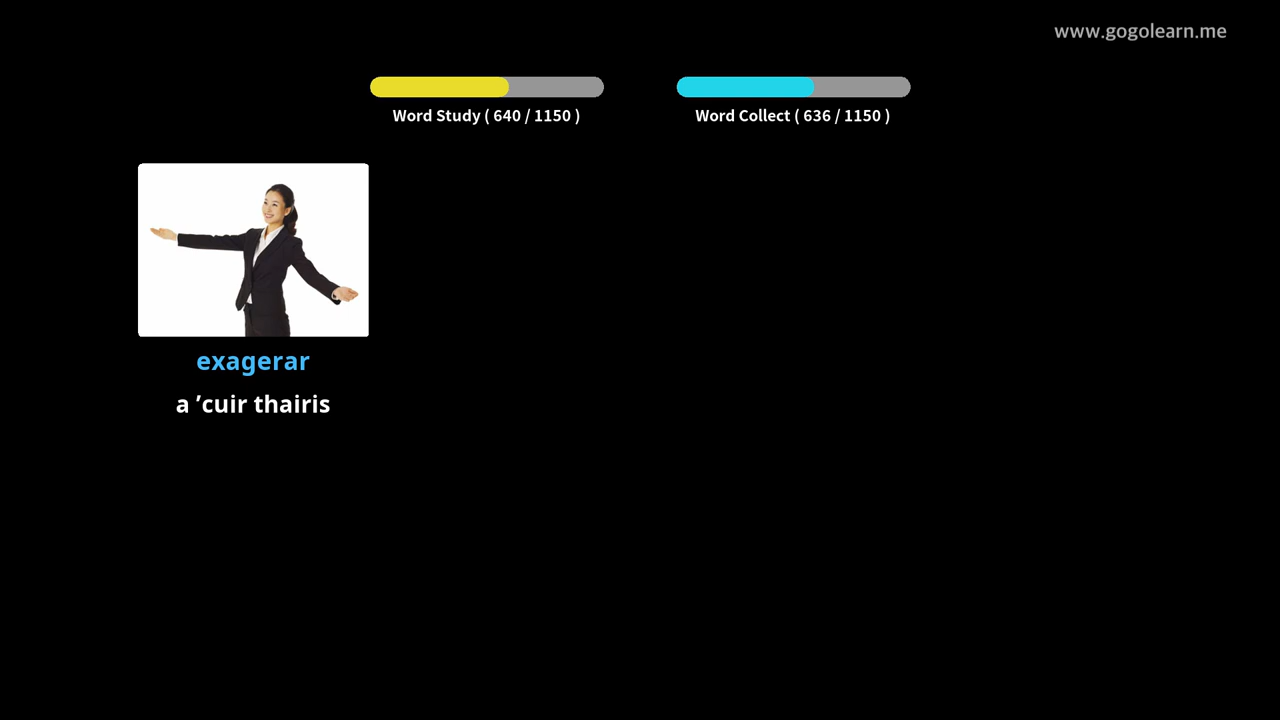 www.gogolearn.me
Word Study ( 640 / 1150 )
Word Collect ( 636 / 1150 )
exagerar
a ’cuir thairis